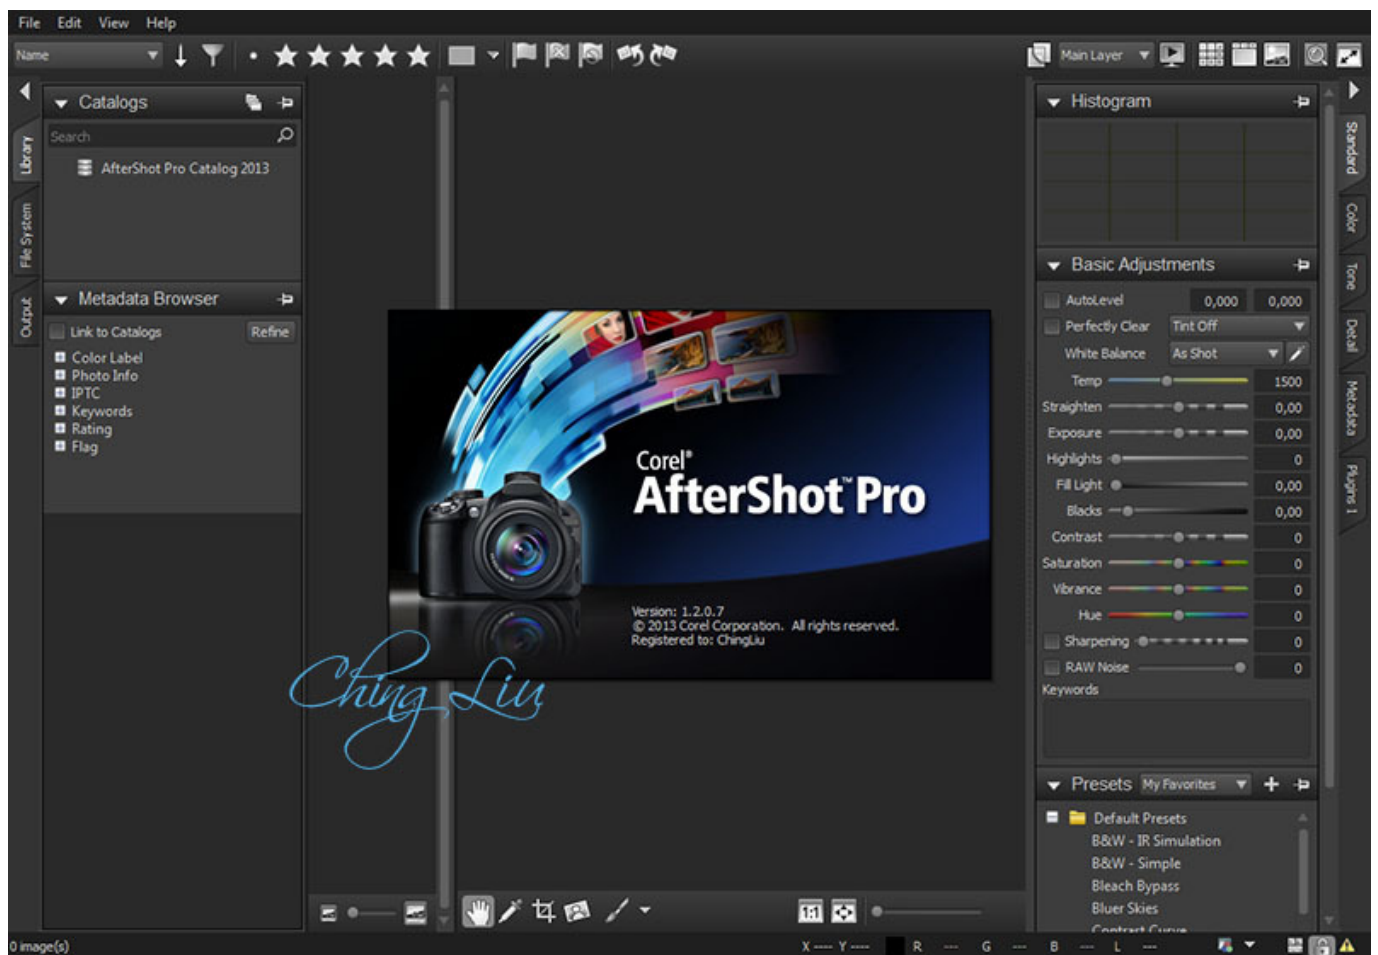 File Edit View Help
Name
Main Layer
Catalogs
Search
AfterShot Pro Catalog 2013
Library
File System
Output
Metadata Browser
Link to Catalogs Refine
Color Label
Photo Info
IPTC
Keywords
Rating
Flag
Corel®
AfterShot™ Pro
Version: 1.2.0.7
© 2013 Corel Corporation. All rights reserved.
Registered to: ChingLiu
Ching Liu
1:1
Histogram
Basic Adjustments
AutoLevel 0,000 0,000
Perfectly Clear Tint Off
White Balance As Shot
Temp 1500
Straighten 0,00
Exposure 0,00
Highlights 0
Fill Light 0,00
Blacks 0,00
Contrast 0
Saturation 0
Vibrance 0
Hue 0
Sharpening 0
RAW Noise 0
Keywords
Presets My Favorites
Default Presets
B&W - IR Simulation
B&W - Simple
Bleach Bypass
Bluer Skies
Contrast Curve
Standard
Color
Tone
Detail
Metadata
Plugins 1
0 image(s)
X ---- Y ---- R --- G --- B --- L ---